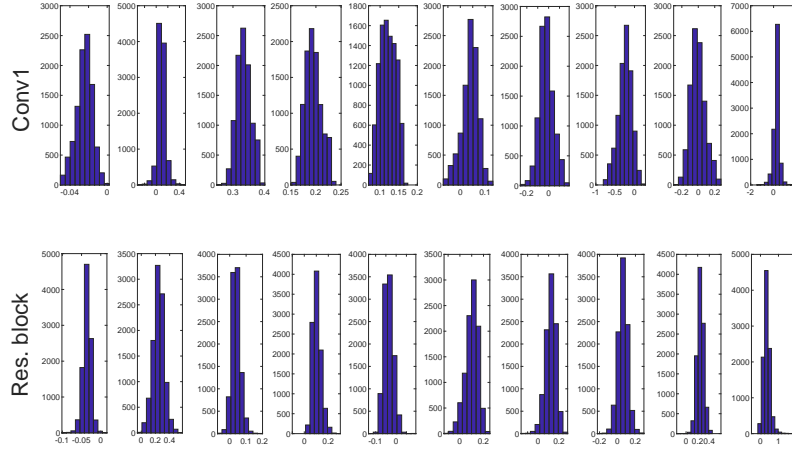 Conv1
3000 2500 2000 1500 1000 500 0 -0.04 0
5000 4000 3000 2000 1000 0 0 0.4
3000 2500 2000 1500 1000 500 0 0.3 0.4
2500 2000 1500 1000 500 0 0.15 0.2 0.25
1800 1600 1400 1200 1000 800 600 400 200 0 0.1 0.15 0.2
3000 2500 2000 1500 1000 500 0 0 0.1
3000 2500 2000 1500 1000 500 0 -0.2 0
3000 2500 2000 1500 1000 500 0 -1 -0.5 0
3000 2500 2000 1500 1000 500 0 -0.2 0 0.2
7000 6000 5000 4000 3000 2000 1000 0 -2 0
Res. block
5000 4000 3000 2000 1000 0 -0.1 -0.05 0
3500 3000 2500 2000 1500 1000 500 0 0 0.2 0.4
4000 3500 3000 2500 2000 1500 1000 500 0 0 0.1 0.2
4500 4000 3500 3000 2500 2000 1500 1000 500 0 0 0.2
4000 3500 3000 2500 2000 1500 1000 500 0 -0.1 0
4000 3500 3000 2500 2000 1500 1000 500 0 0 0.2
4000 3500 3000 2500 2000 1500 1000 500 0 0 0.2
4000 3500 3000 2500 2000 1500 1000 500 0 -0.2 0 0.2
4500 4000 3500 3000 2500 2000 1500 1000 500 0 0 0.2 0.4
5000 4000 3000 2000 1000 0 0 1